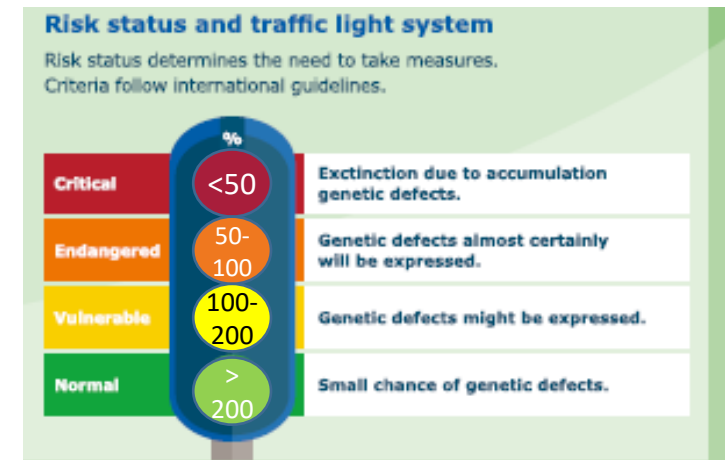 Risk status and traffic light system
Risk status determines the need to take measures.
Criteria follow international guidelines.
%
Critical
<50
Exctinction due to accumulation
genetic defects.
Endangered
50-
100
Genetic defects almost certainly
will be expressed.
Vulnerable
100-
200
Genetic defects might be expressed.
Normal
>
200
Small chance of genetic defects.